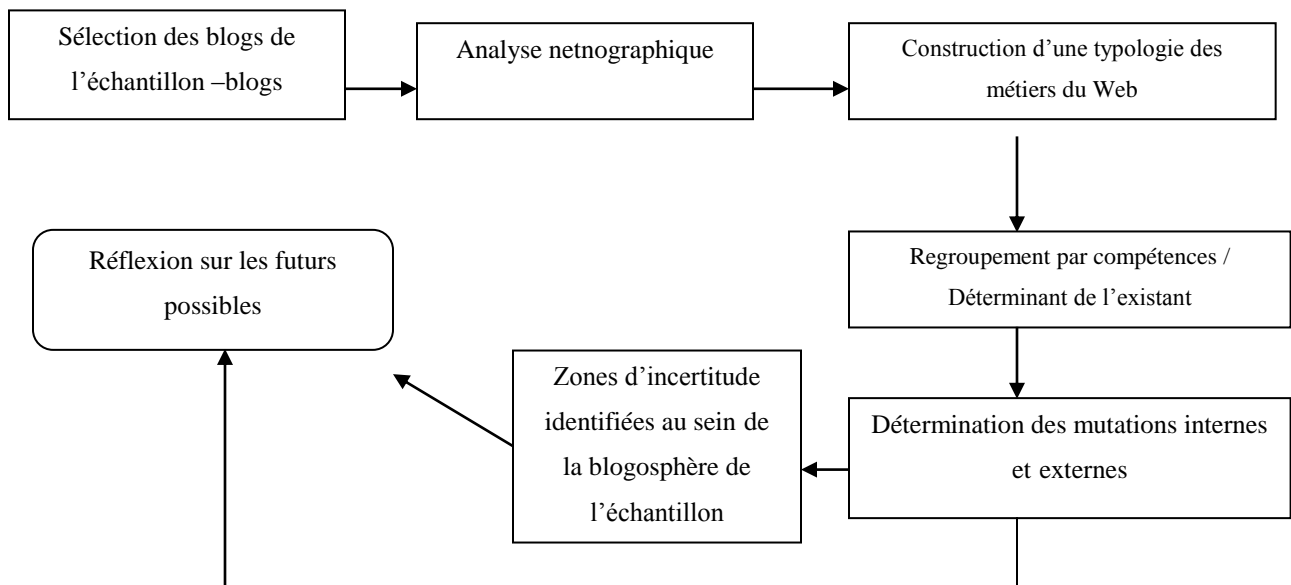 Sélection des blogs de
l’échantillon –blogs
Analyse netnographique
Construction d’une typologie des
métiers du Web
Regroupement par compétences /
Déterminant de l’existant
Détermination des mutations internes
et externes
Zones d’incertitude
identifiées au sein de
la blogosphère de
l’échantillon
Réflexion sur les futurs
possibles